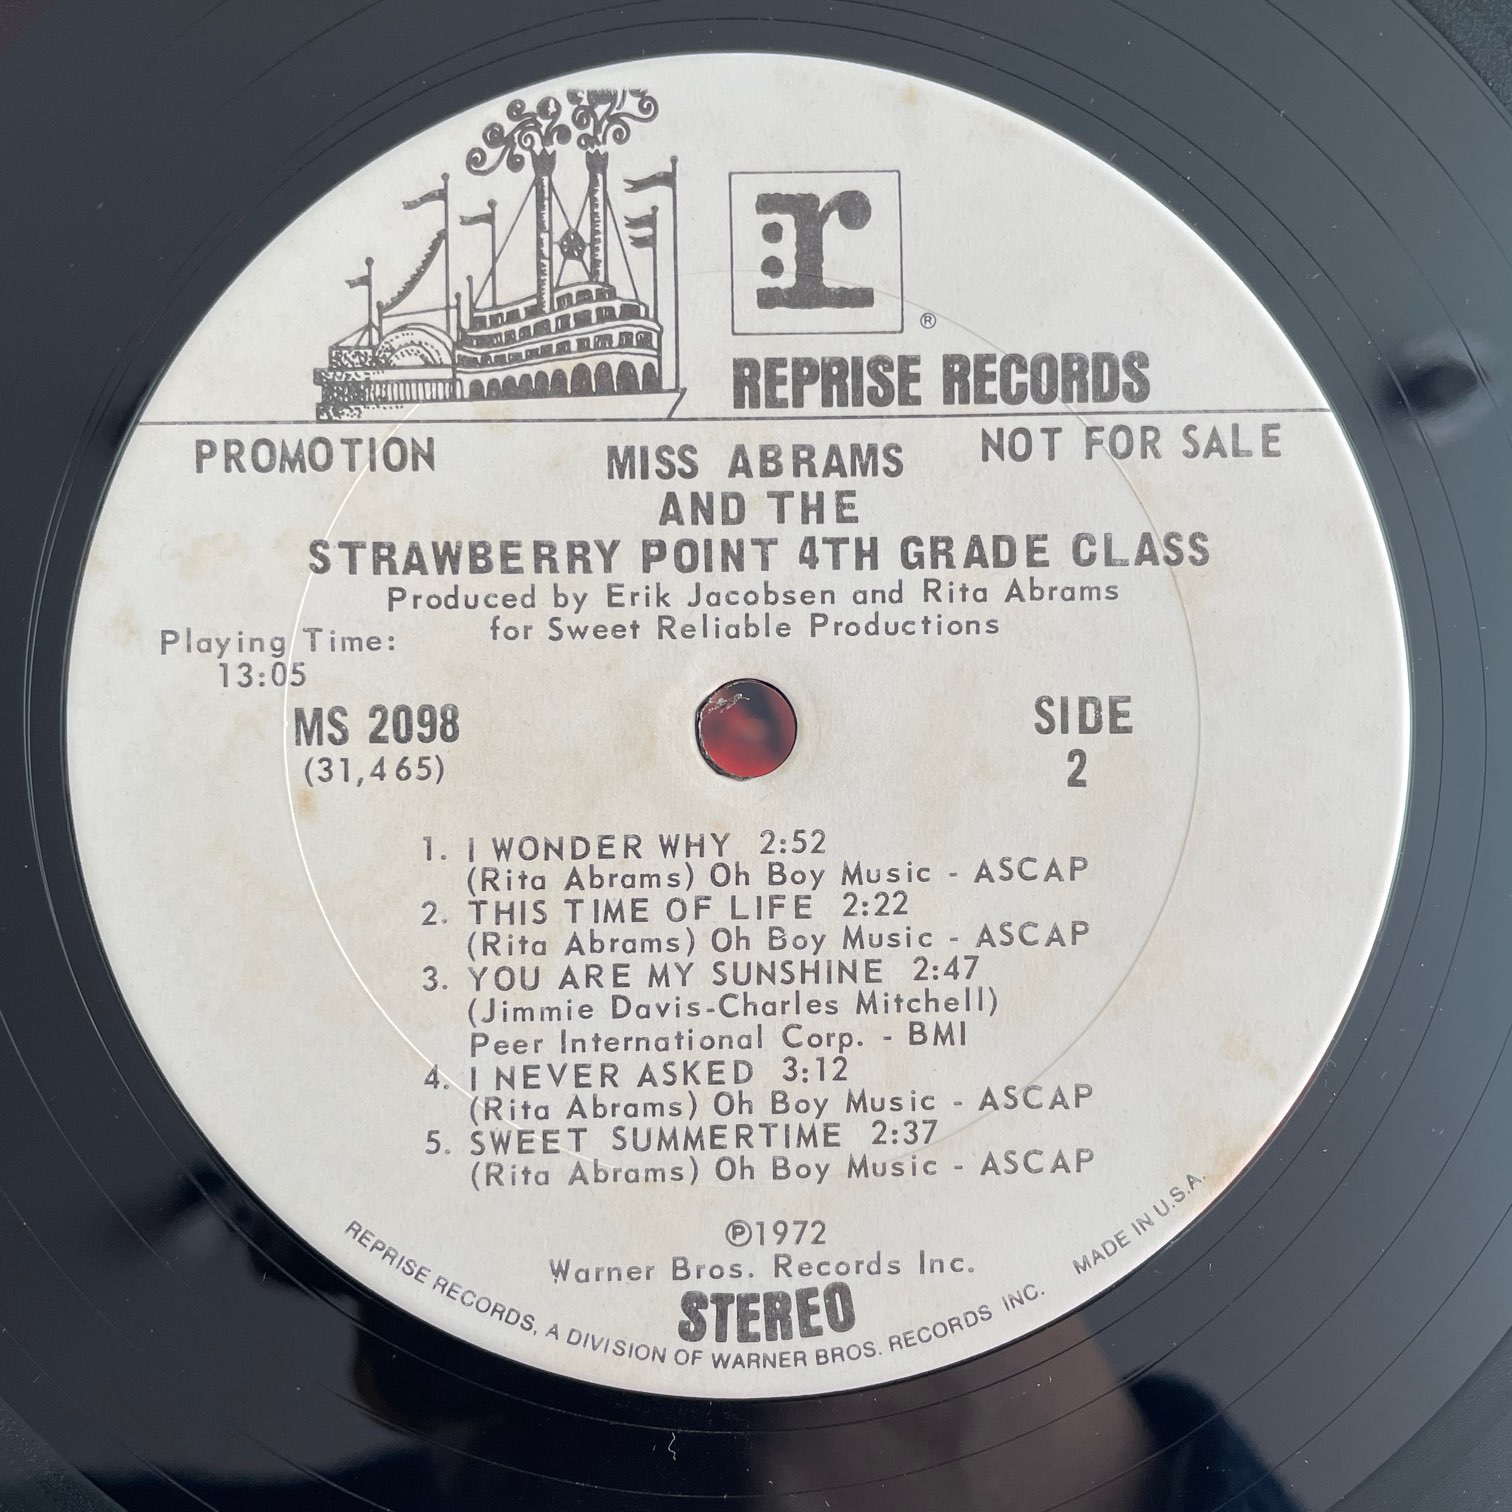 r
®
REPRISE RECORDS
PROMOTION
NOT FOR SALE
MISS ABRAMS
AND THE
STRAWBERRY POINT 4TH GRADE CLASS
Produced by Erik Jacobsen and Rita Abrams
for Sweet Reliable Productions
Playing Time:
13:05
MS 2098
(31,465)
SIDE
2
1. I WONDER WHY 2:52
(Rita Abrams) Oh Boy Music - ASCAP
2. THIS TIME OF LIFE 2:22
(Rita Abrams) Oh Boy Music - ASCAP
3. YOU ARE MY SUNSHINE 2:47
(Jimmie Davis-Charles Mitchell)
Peer International Corp. - BMI
4. I NEVER ASKED 3:12
(Rita Abrams) Oh Boy Music - ASCAP
5. SWEET SUMMERTIME 2:37
(Rita Abrams) Oh Boy Music - ASCAP
℗1972
Warner Bros. Records Inc.
STEREO
REPRISE RECORDS, A DIVISION OF WARNER BROS. RECORDS INC. MADE IN U.S.A.